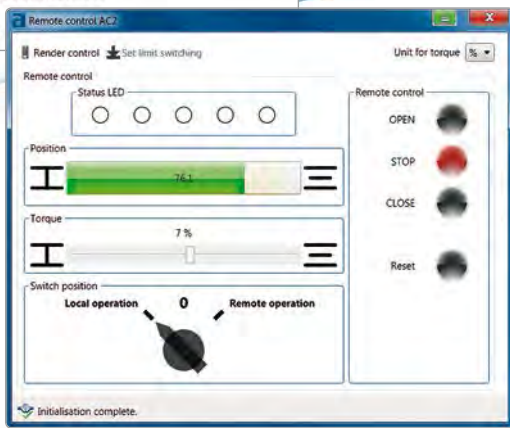 Remote control AC2
Render control Set limit switching Unit for torque %
Remote control
Status LED
Remote control
OPEN
Position
76.1
STOP
CLOSE
Torque
7 %
Reset
Switch position
Local operation 0 Remote operation
Initialisation complete.